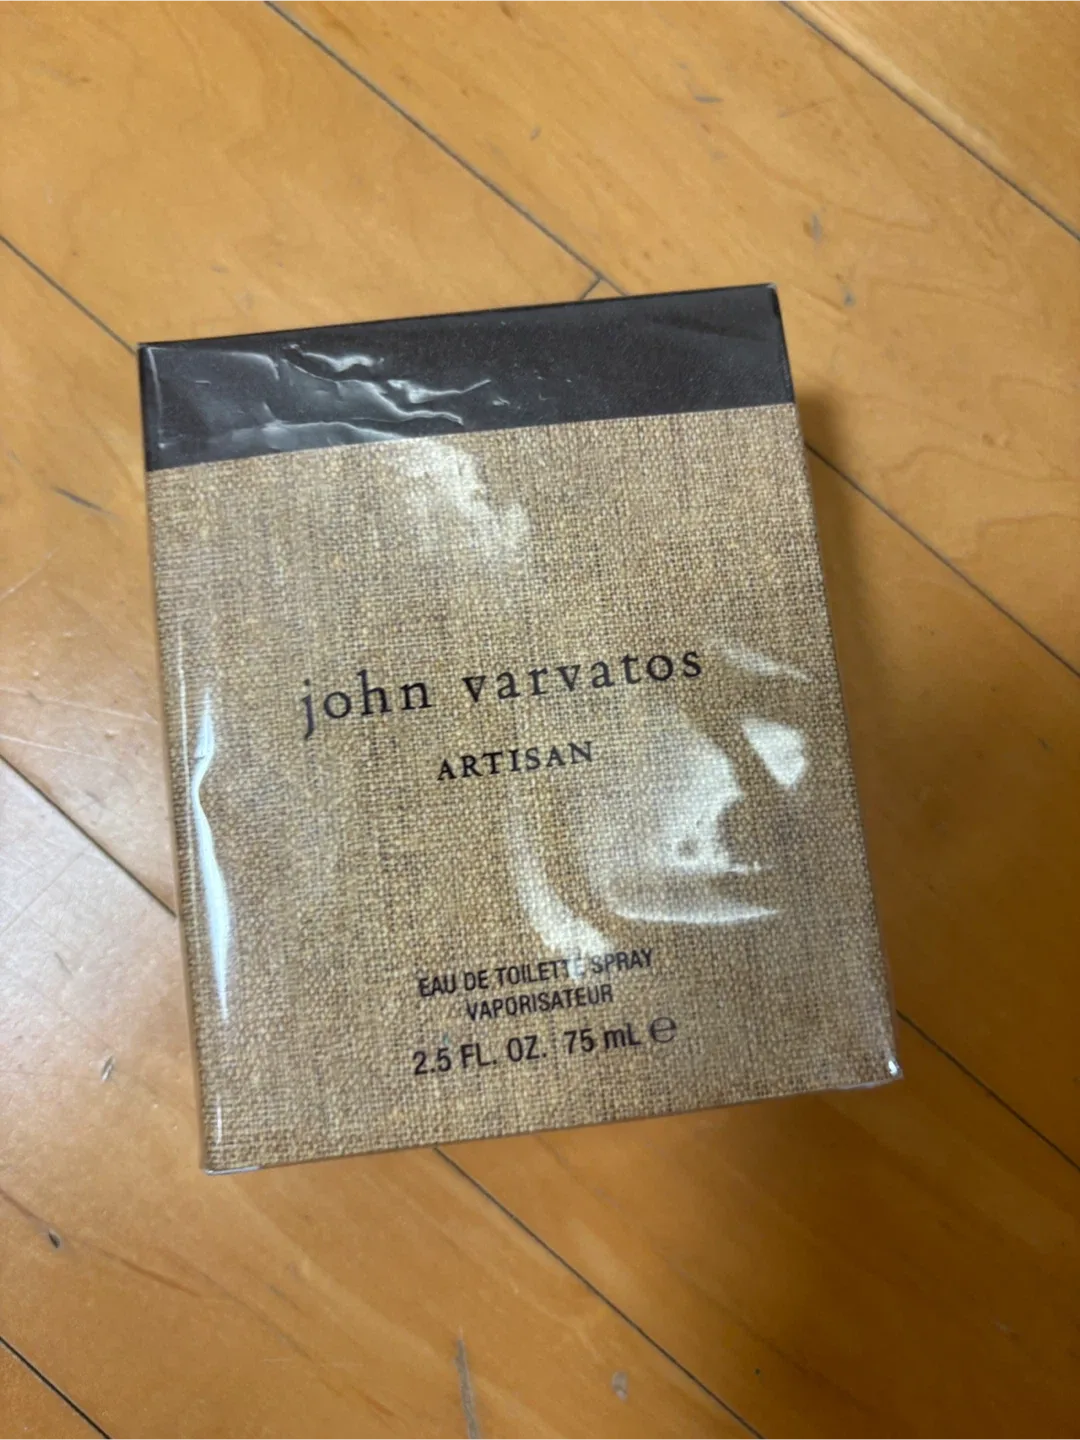 john varvatos
ARTISAN
EAU DE TOILETTE SPRAY
VAPORISATEUR
2.5 FL. OZ. 75 mL ℮